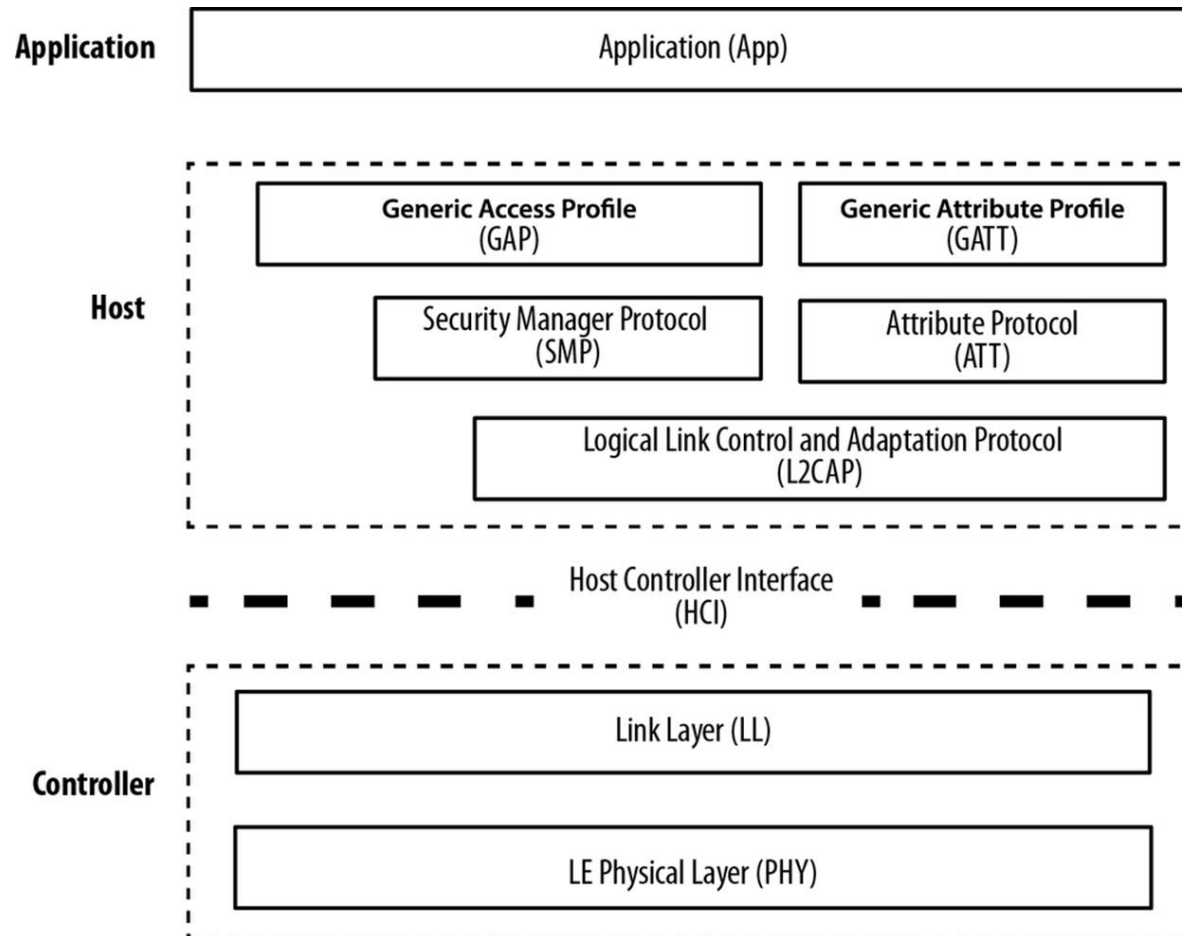 Application
Application (App)
Host
Generic Access Profile
(GAP)
Generic Attribute Profile
(GATT)
Security Manager Protocol
(SMP)
Attribute Protocol
(ATT)
Logical Link Control and Adaptation Protocol
(L2CAP)
Host Controller Interface
(HCI)
Controller
Link Layer (LL)
LE Physical Layer (PHY)